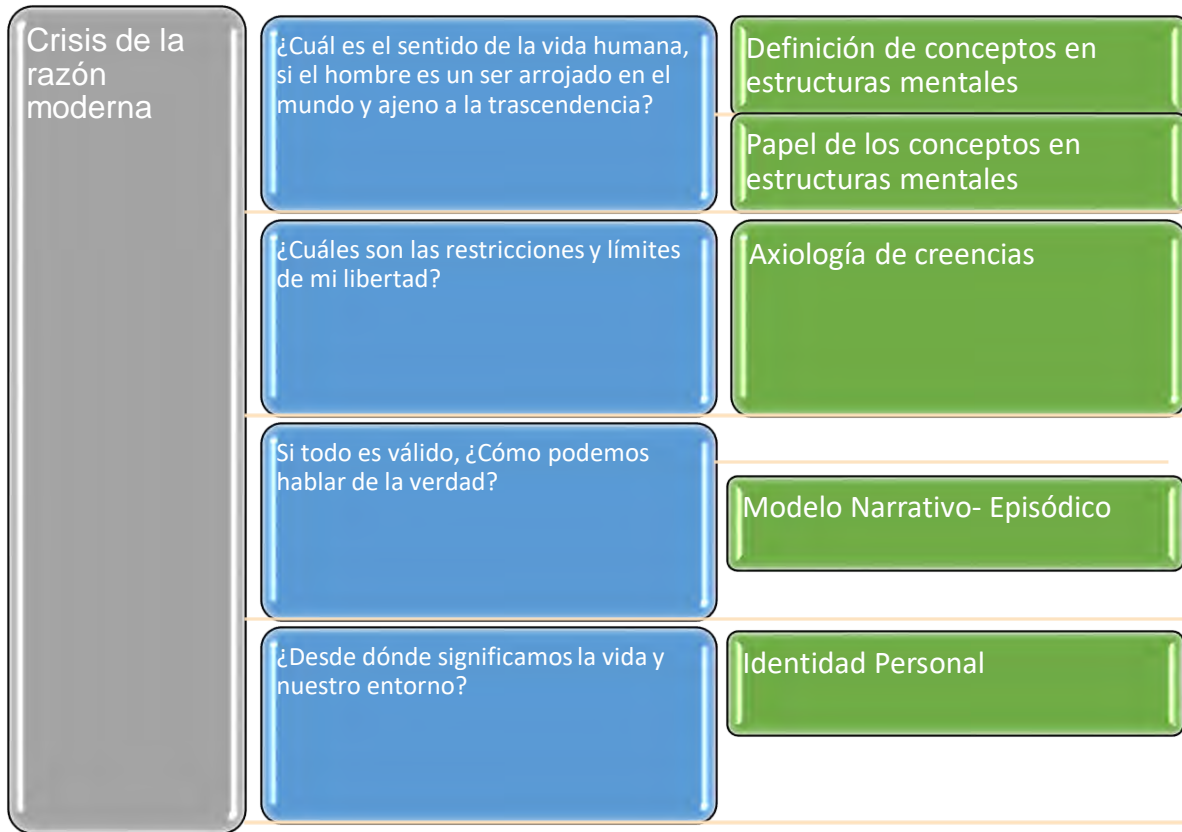 Crisis de la
razón
moderna
¿Cuál es el sentido de la vida humana,
si el hombre es un ser arrojado en el
mundo y ajeno a la trascendencia?
Definición de conceptos en
estructuras mentales
Papel de los conceptos en
estructuras mentales
¿Cuáles son las restricciones y límites
de mi libertad?
Axiología de creencias
Si todo es válido, ¿Cómo podemos
hablar de la verdad?
Modelo Narrativo- Episódico
¿Desde dónde significamos la vida y
nuestro entorno?
Identidad Personal